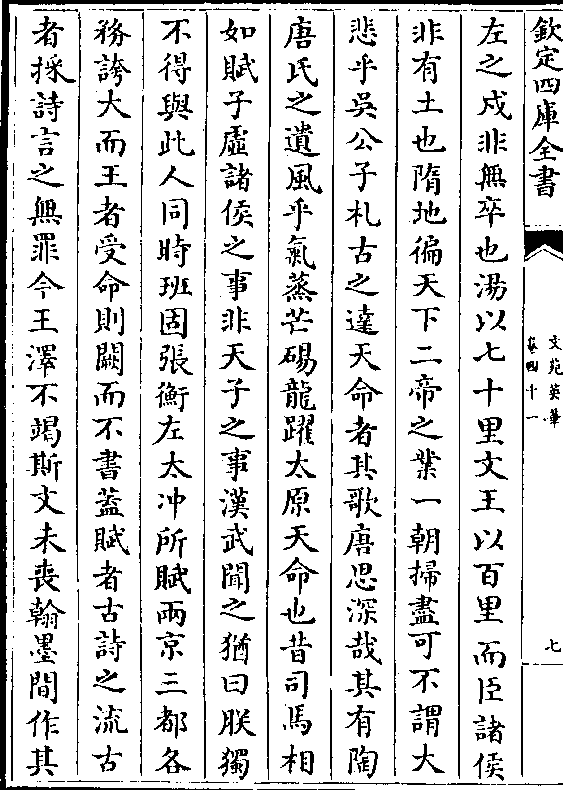 欽定四庫全書
文苑英華
卷四十一
七
左之戍非無卒也湯以七十里文王以百里而臣諸侯
非有土也隋地徧天下二帝之業一朝掃盡可不謂大
悲乎吳公子札古之達天命者其歌唐思深哉其有陶
唐氏之遺風乎氣蒸芒碭龍躍太原天命也昔司馬相
如賦子虛諸侯之事非天子之事漢武聞之猶曰朕獨
不得與此人同時班固張衡左太冲所賦兩京三都各
務誇大而王者受命則闕而不書蓋賦者古詩之流古
者採詩言之無罪今王澤不竭斯文未喪翰墨間作其